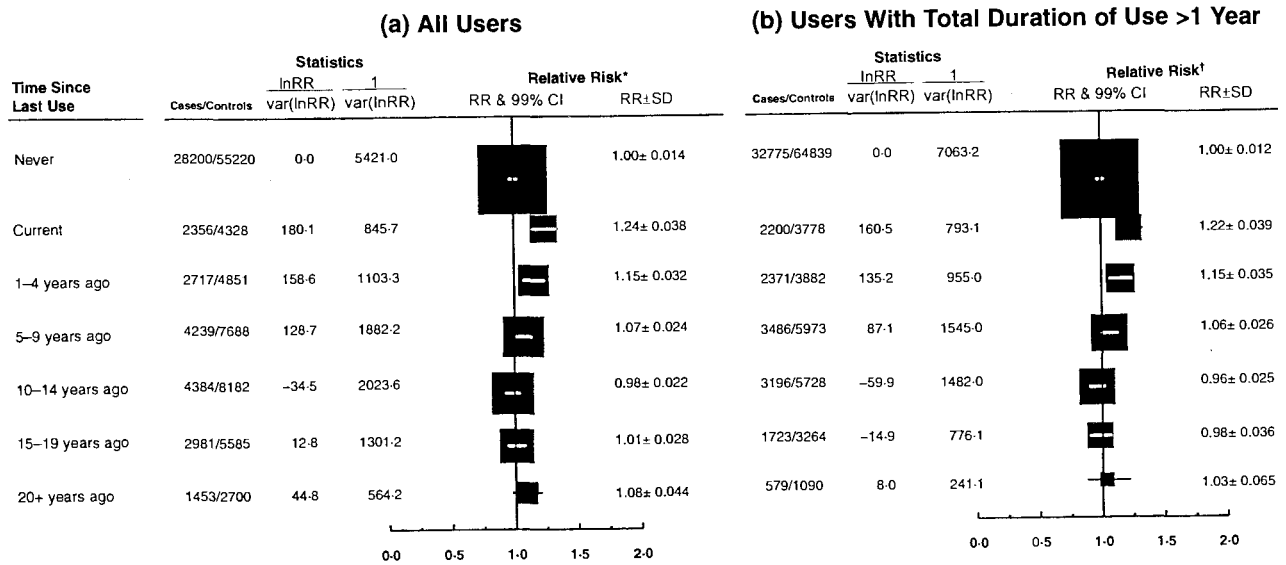 (a) All Users
(b) Users With Total Duration of Use >1 Year
Time Since
Last Use
Statistics
Cases/Controls
lnRR
var(lnRR)
1
var(lnRR)
Relative Risk*
RR & 99% CI
RR±SD
Statistics
Cases/Controls
lnRR
var(lnRR)
1
var(lnRR)
Relative Risk†
RR & 99% CI
RR±SD
Never 28200/55220 0·0 5421·0 1.00± 0.014 32775/64839 0·0 7063·2 1.00± 0.012
Current 2356/4328 180·1 845·7 1.24± 0.038 2200/3778 160·5 793·1 1.22± 0.039
1–4 years ago 2717/4851 158·6 1103·3 1.15± 0.032 2371/3882 135·2 955·0 1.15± 0.035
5–9 years ago 4239/7688 128·7 1882·2 1.07± 0.024 3486/5973 87·1 1545·0 1.06± 0.026
10–14 years ago 4384/8182 −34·5 2023·6 0.98± 0.022 3196/5728 −59·9 1482·0 0.96± 0.025
15–19 years ago 2981/5585 12·8 1301·2 1.01± 0.028 1723/3264 −14·9 776·1 0.98± 0.036
20+ years ago 1453/2700 44·8 564·2 1.08± 0.044 579/1090 8·0 241·1 1.03± 0.065
0·0 0·5 1·0 1·5 2·0
0·0 0·5 1·0 1·5 2·0